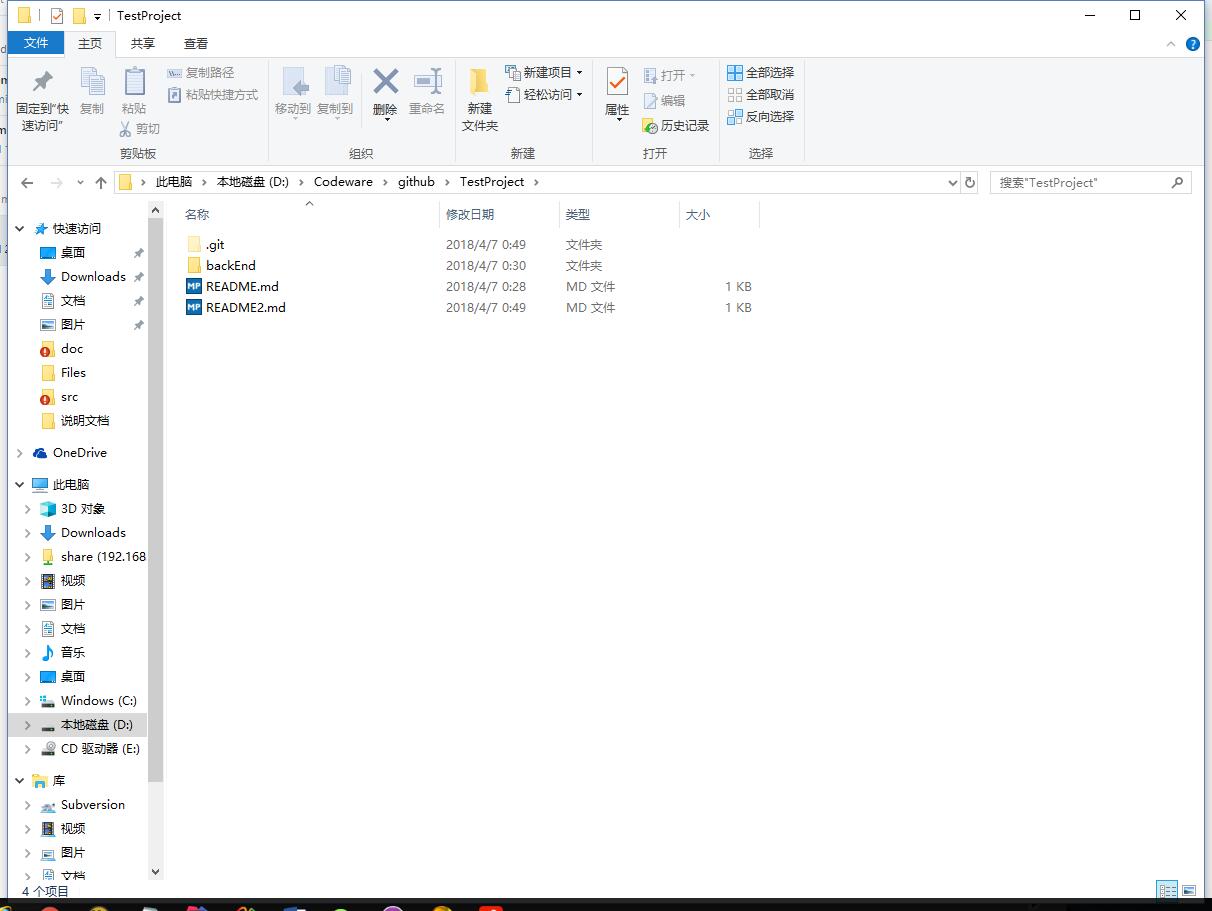 TestProject
文件 主页 共享 查看
固定到“快速访问”
复制
粘贴
复制路径
粘贴快捷方式
剪切
剪贴板
移动到
复制到
删除
重命名
组织
新建文件夹
新建项目
轻松访问
新建
属性
打开
编辑
历史记录
打开
全部选择
全部取消
反向选择
选择
此电脑 本地磁盘 (D:) Codeware github TestProject
搜索"TestProject"
快速访问
桌面
Downloads
文档
图片
doc
Files
src
说明文档
OneDrive
此电脑
3D 对象
Downloads
share (192.168
视频
图片
文档
音乐
桌面
Windows (C:)
本地磁盘 (D:)
CD 驱动器 (E:)
库
Subversion
视频
图片
文档
名称 修改日期 类型 大小
.git 2018/4/7 0:49 文件夹
backEnd 2018/4/7 0:30 文件夹
MP README.md 2018/4/7 0:28 MD 文件 1 KB
MP README2.md 2018/4/7 0:49 MD 文件 1 KB
4 个项目